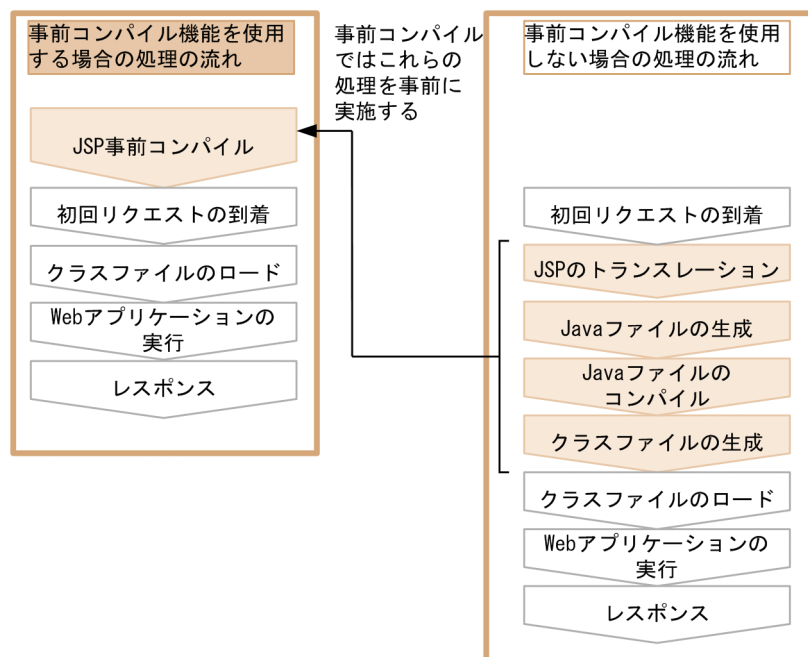 事前コンパイル機能を使用
する場合の処理の流れ
JSP事前コンパイル
初回リクエストの到着
クラスファイルのロード
Webアプリケーションの
実行
レスポンス
事前コンパイル
ではこれらの
処理を事前に
実施する
事前コンパイル機能を使用
しない場合の処理の流れ
初回リクエストの到着
JSPのトランスレーション
Javaファイルの生成
Javaファイルの
コンパイル
クラスファイルの生成
クラスファイルのロード
Webアプリケーションの
実行
レスポンス